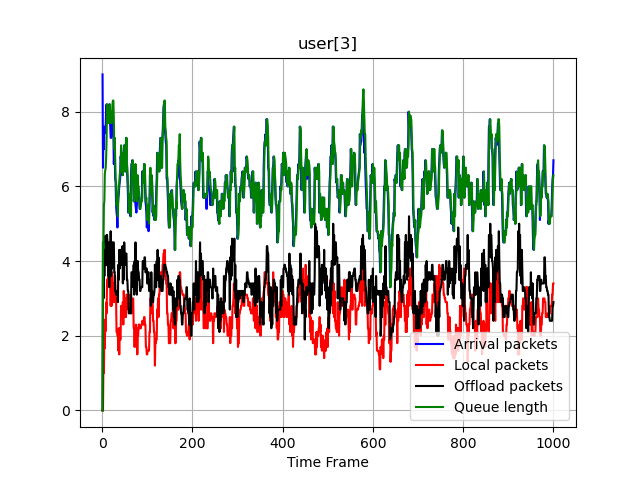 user[3]
8
6
4
2
0
0 200 400 600 800 1000
Time Frame
Arrival packets
Local packets
Offload packets
Queue length